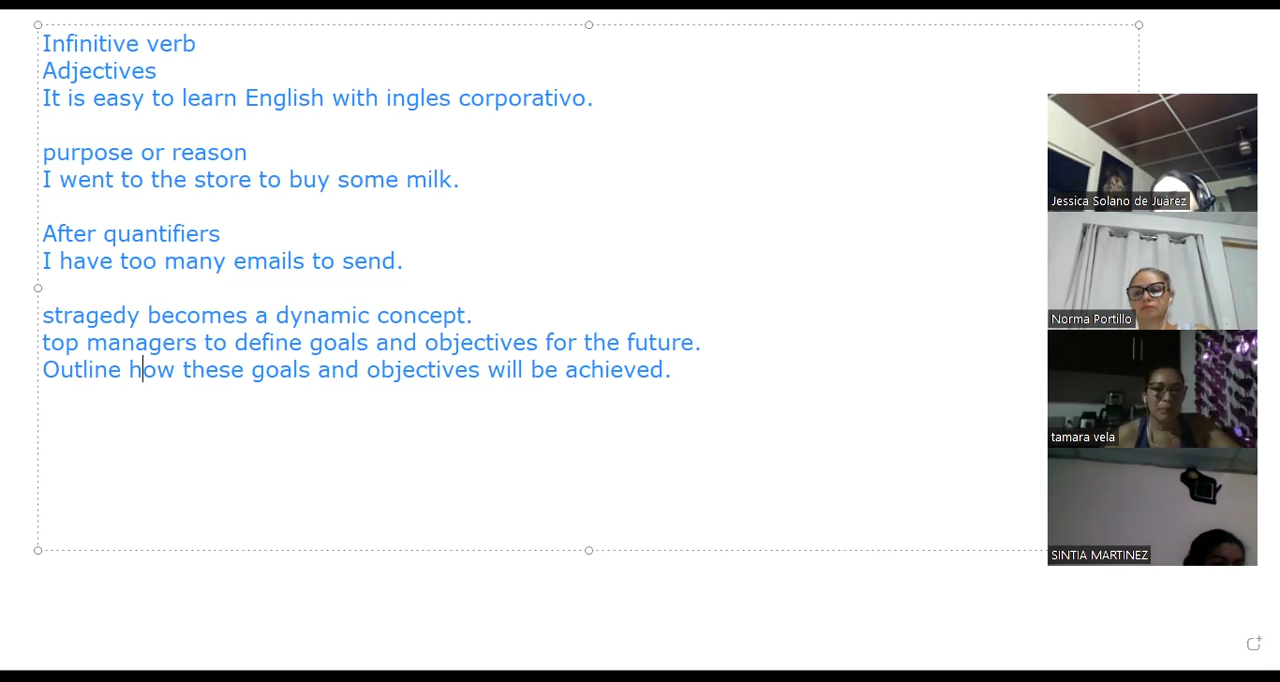 Infinitive verb
Adjectives
It is easy to learn English with ingles corporativo.
purpose or reason
I went to the store to buy some milk.
After quantifiers
I have too many emails to send.
stragedy becomes a dynamic concept.
top managers to define goals and objectives for the future.
Outline how these goals and objectives will be achieved.
Jessica Solano de Juárez
Norma Portillo
tamara vela
SINTIA MARTINEZ